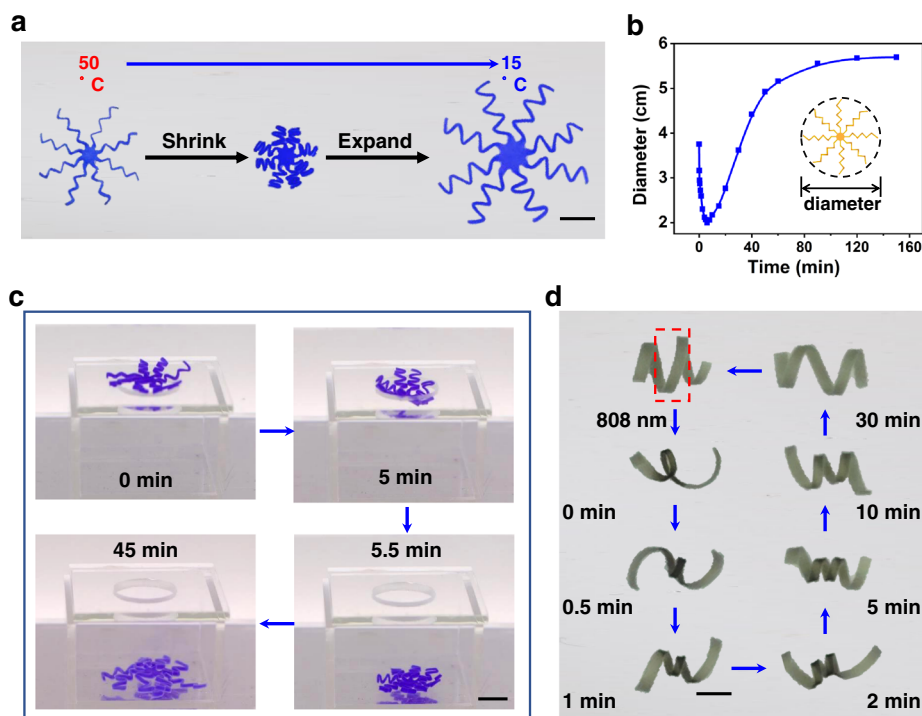 a
50
° C
15
° C
Shrink
Expand
b
Diameter (cm)
6
5
4
3
2
0
40
80
120
160
Time (min)
diameter
c
0 min
5 min
45 min
5.5 min
d
808 nm
30 min
0 min
10 min
0.5 min
5 min
1 min
2 min